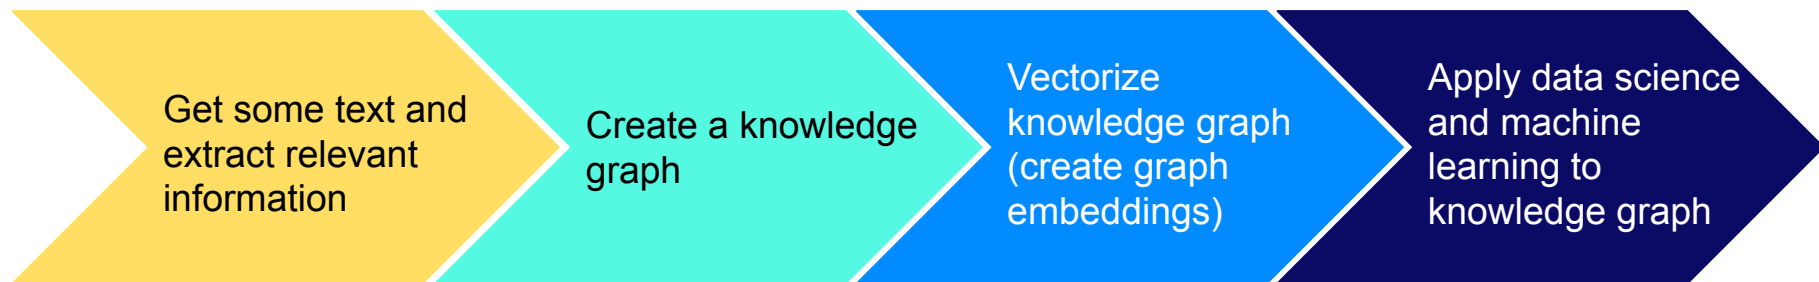 Get some text and
extract relevant
information
Create a knowledge
graph
Vectorize
knowledge graph
(create graph
embeddings)
Apply data science
and machine
learning to
knowledge graph